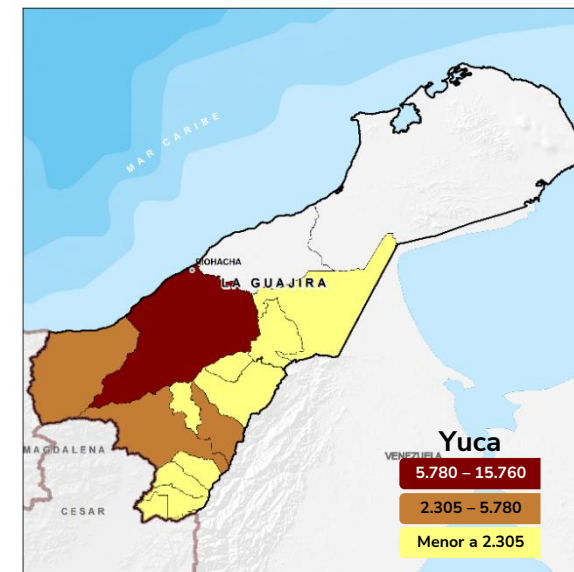 MAR CARIBE
RIOHACHA
LA GUAJIRA
MAGDALENA
CESAR
VENEZUELA
Yuca
5.780 – 15.760
2.305 – 5.780
Menor a 2.305